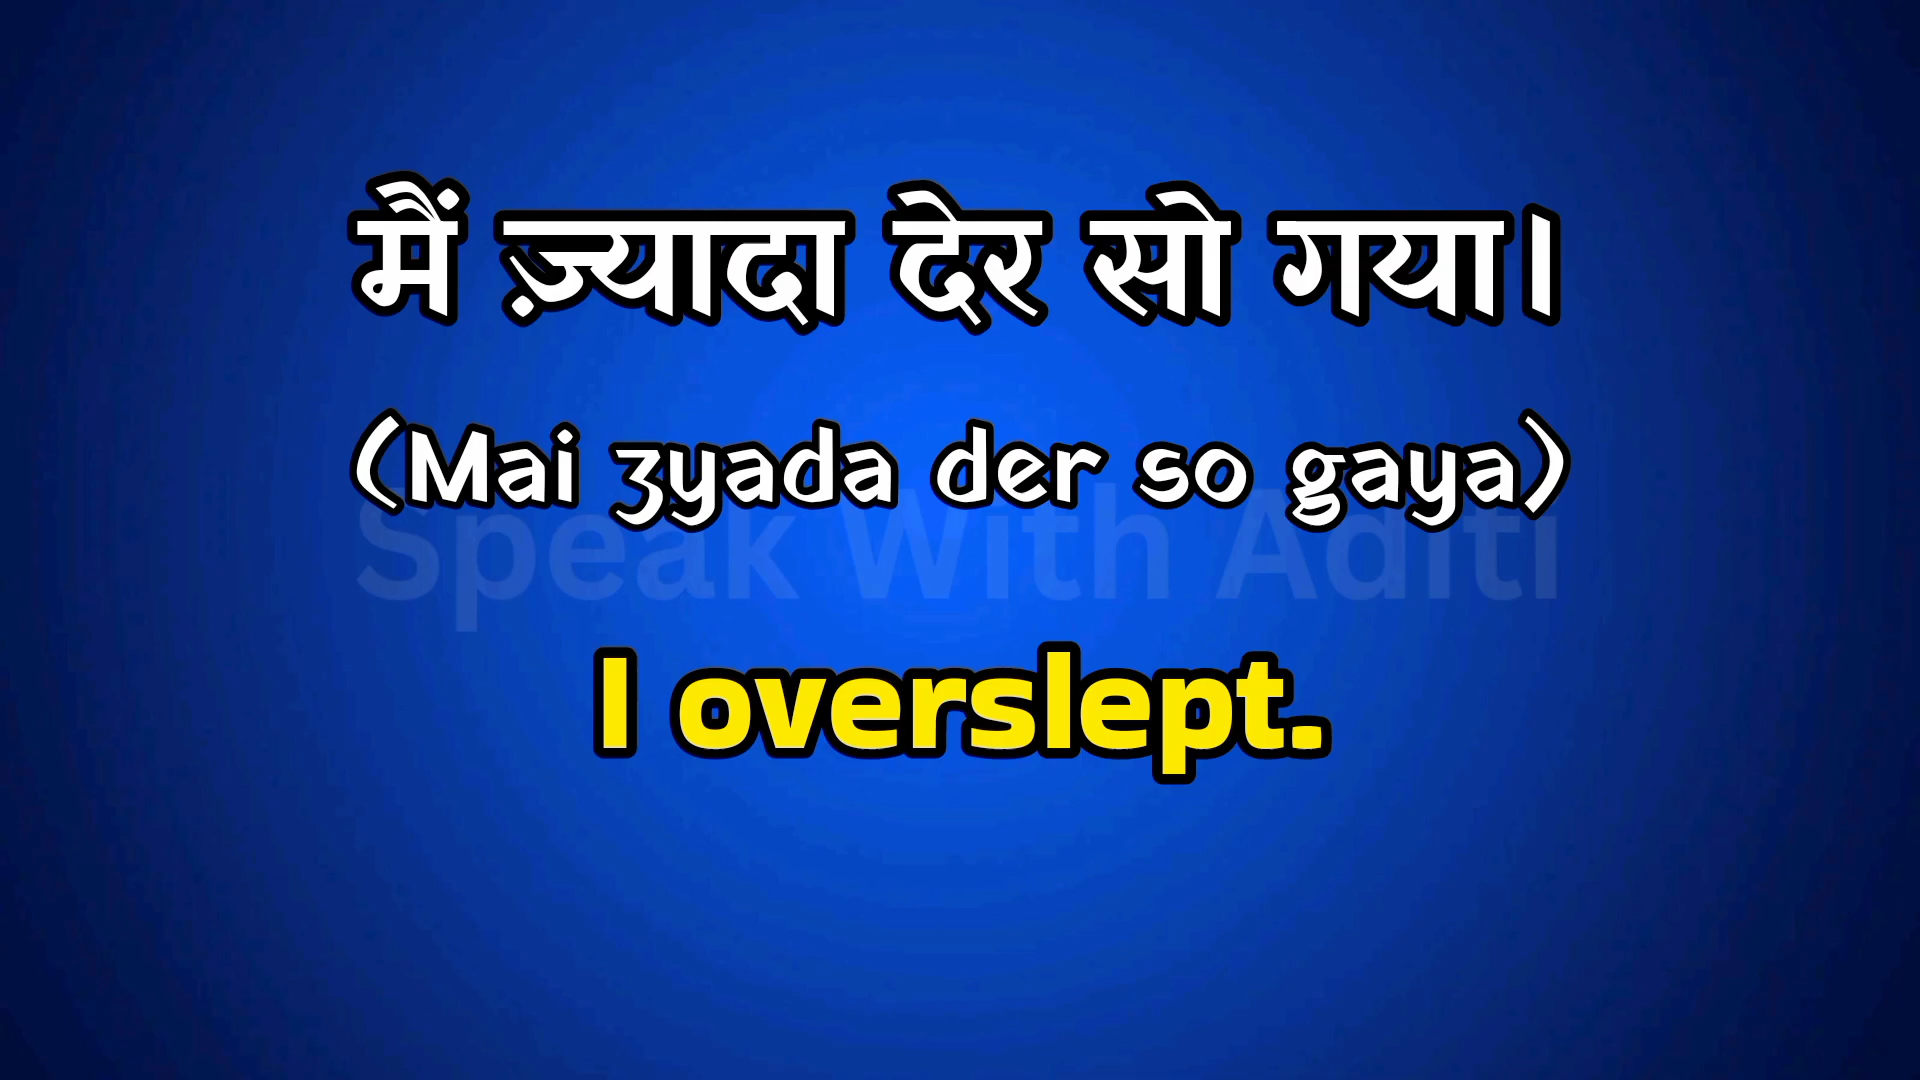 मैं ज़्यादा देर सो गया।
(Mai zyada der so gaya)
Speak With Aditi
I overslept.